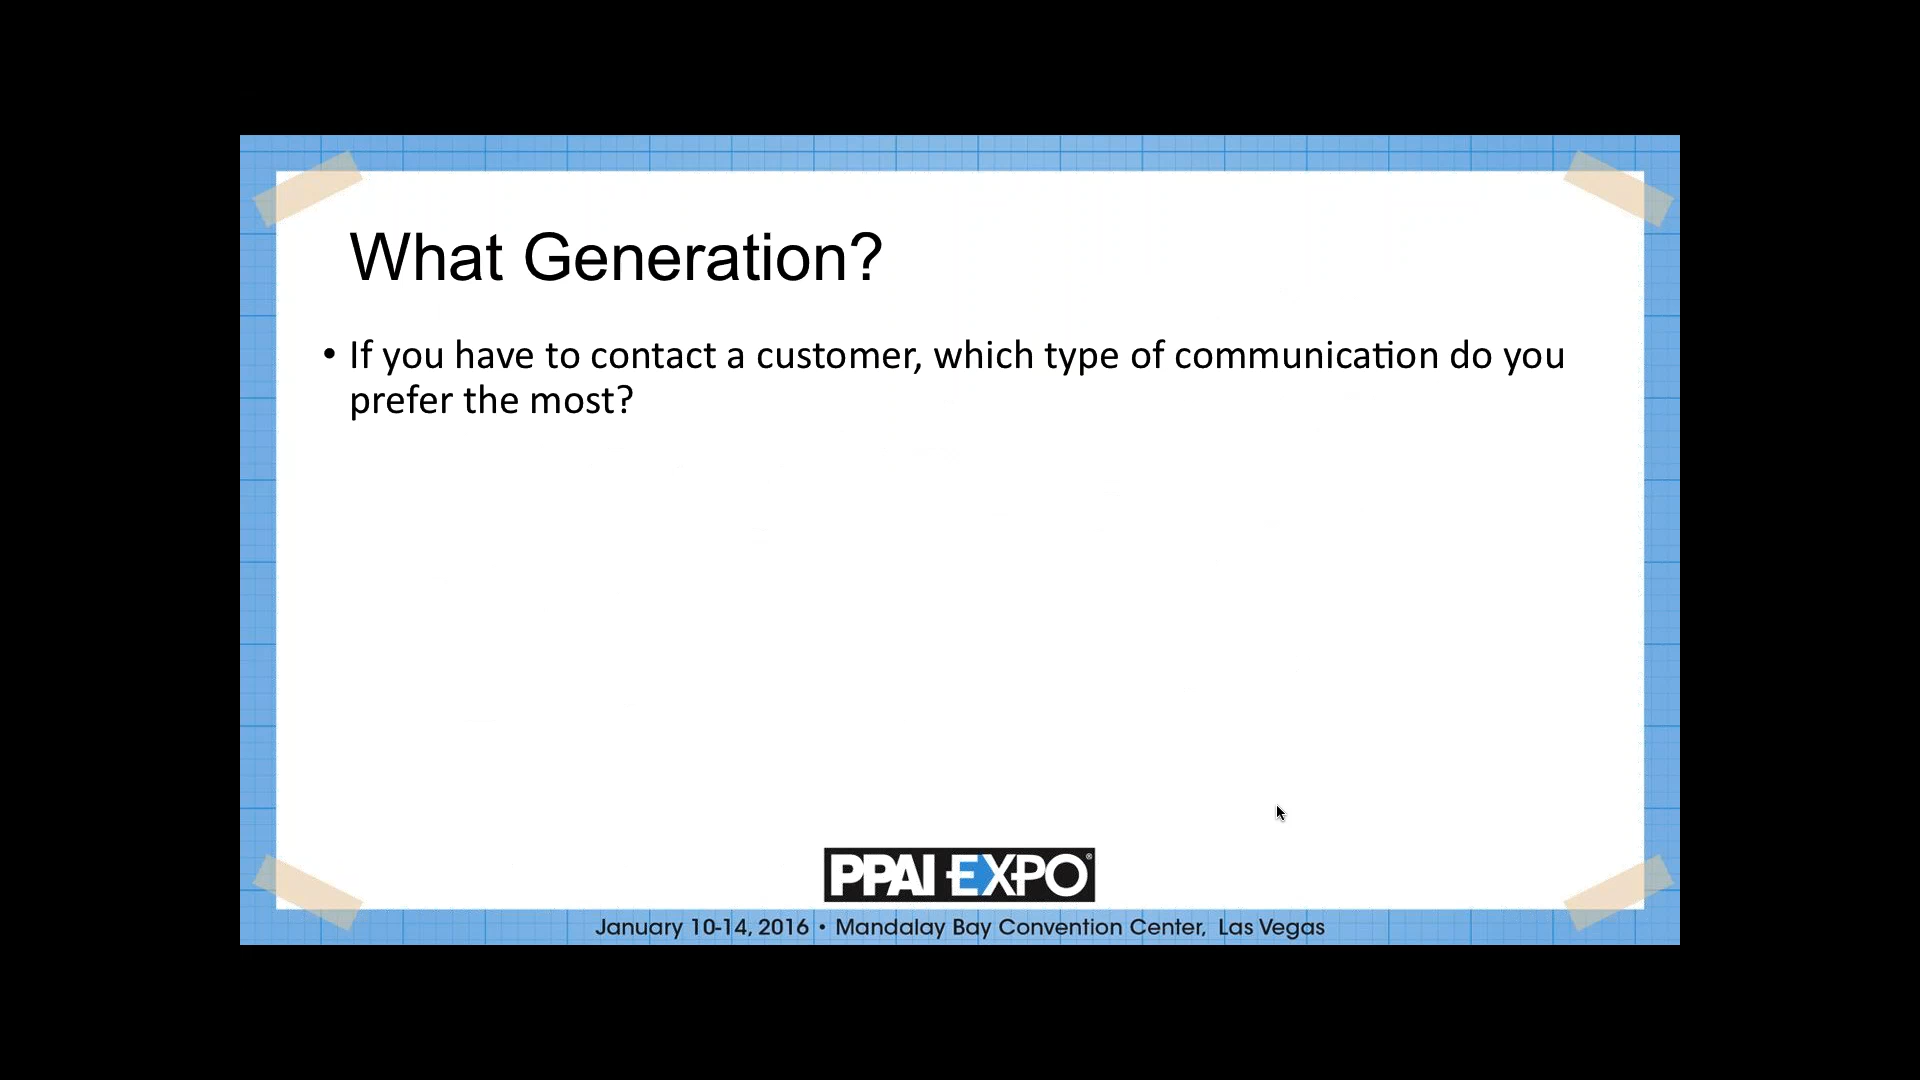 What Generation?
• If you have to contact a customer, which type of communication do you
prefer the most?
PPAI EXPO®
January 10-14, 2016 • Mandalay Bay Convention Center, Las Vegas